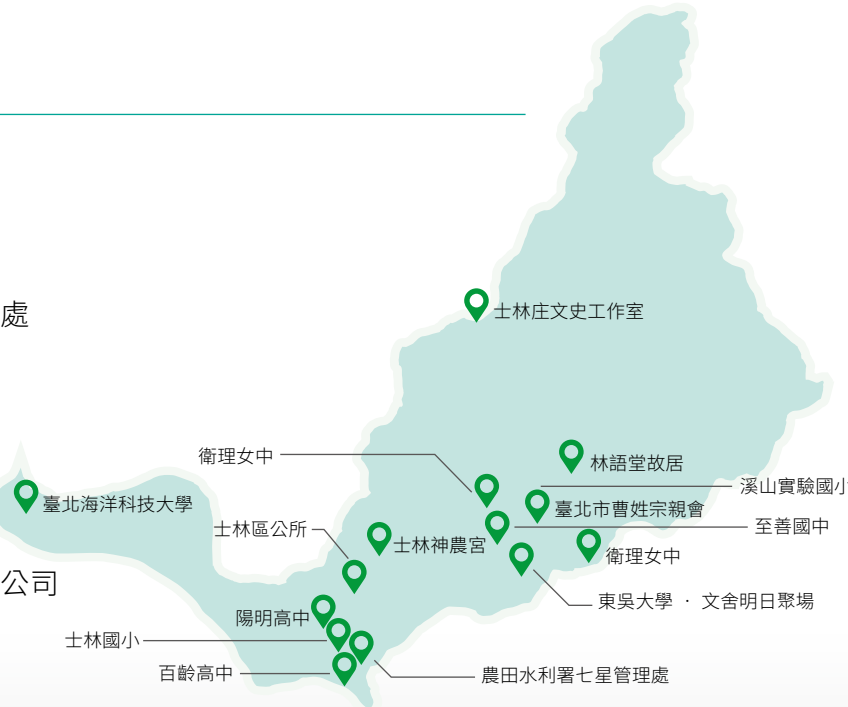 處
士林庄文史工作室
衛理女中
林語堂故居
溪山實驗國小
臺北海洋科技大學
臺北市曹姓宗親會
士林區公所
至善國中
士林神農宮
衛理女中
公司
東吳大學 · 文舍明日聚場
陽明高中
士林國小
百齡高中
農田水利署七星管理處